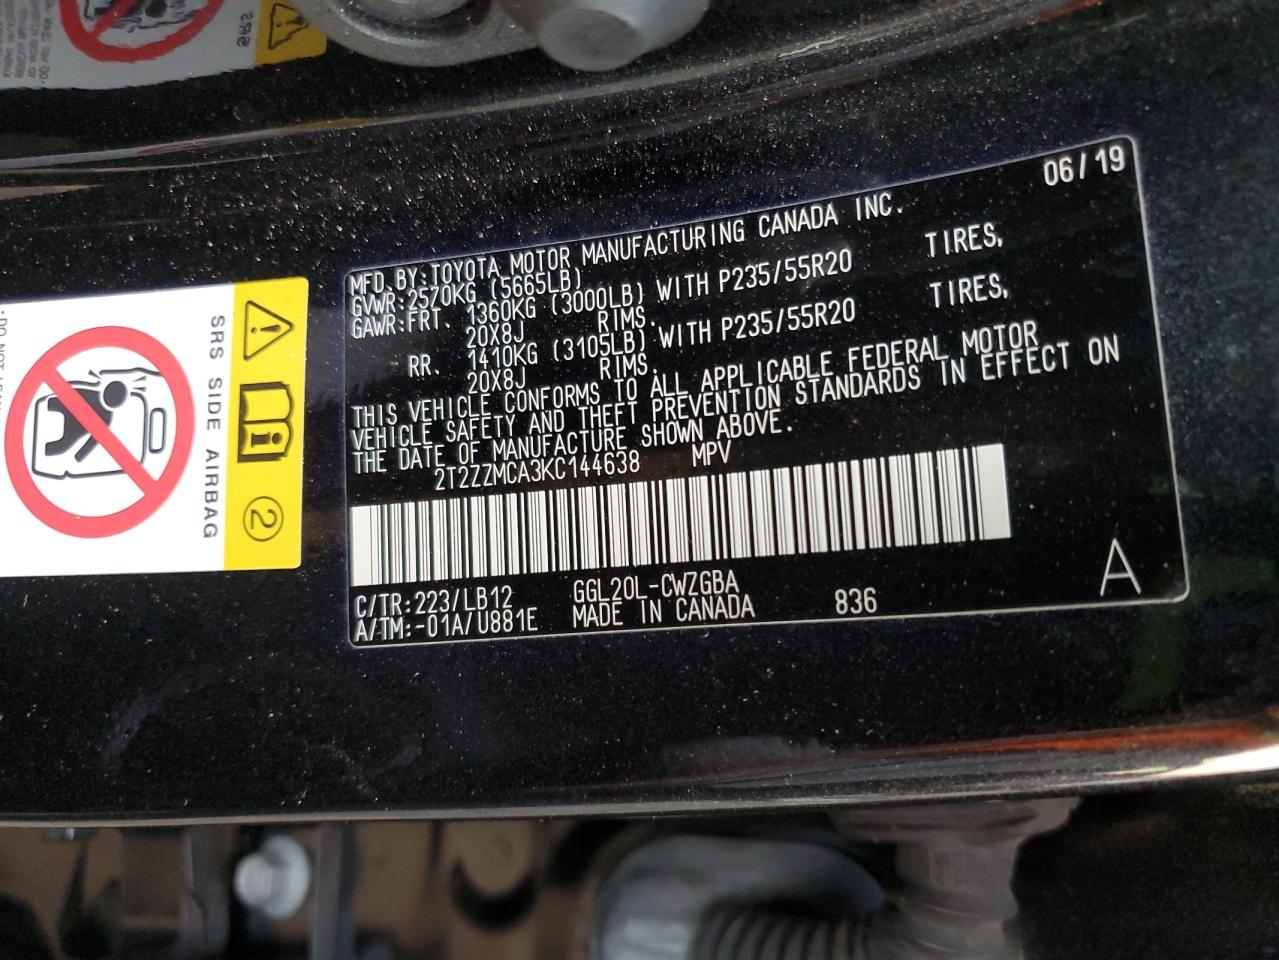 06/19
MFD.BY:TOYOTA MOTOR MANUFACTURING CANADA INC.
GVWR:2570KG (5665LB)
GAWR:FRT. 1360KG (3000LB) WITH P235/55R20 TIRES,
20X8J RIMS.
RR. 1410KG (3105LB) WITH P235/55R20 TIRES,
20X8J RIMS.
THIS VEHICLE CONFORMS TO ALL APPLICABLE FEDERAL MOTOR
VEHICLE SAFETY AND THEFT PREVENTION STANDARDS IN EFFECT ON
THE DATE OF MANUFACTURE SHOWN ABOVE.
2T2ZZMCA3KC144638 MPV
C/TR:223/LB12 GGL20L-CWZGBA
A/TM:-01A/U881E MADE IN CANADA 836
A
SRS SIDE AIRBAG
2
SRS